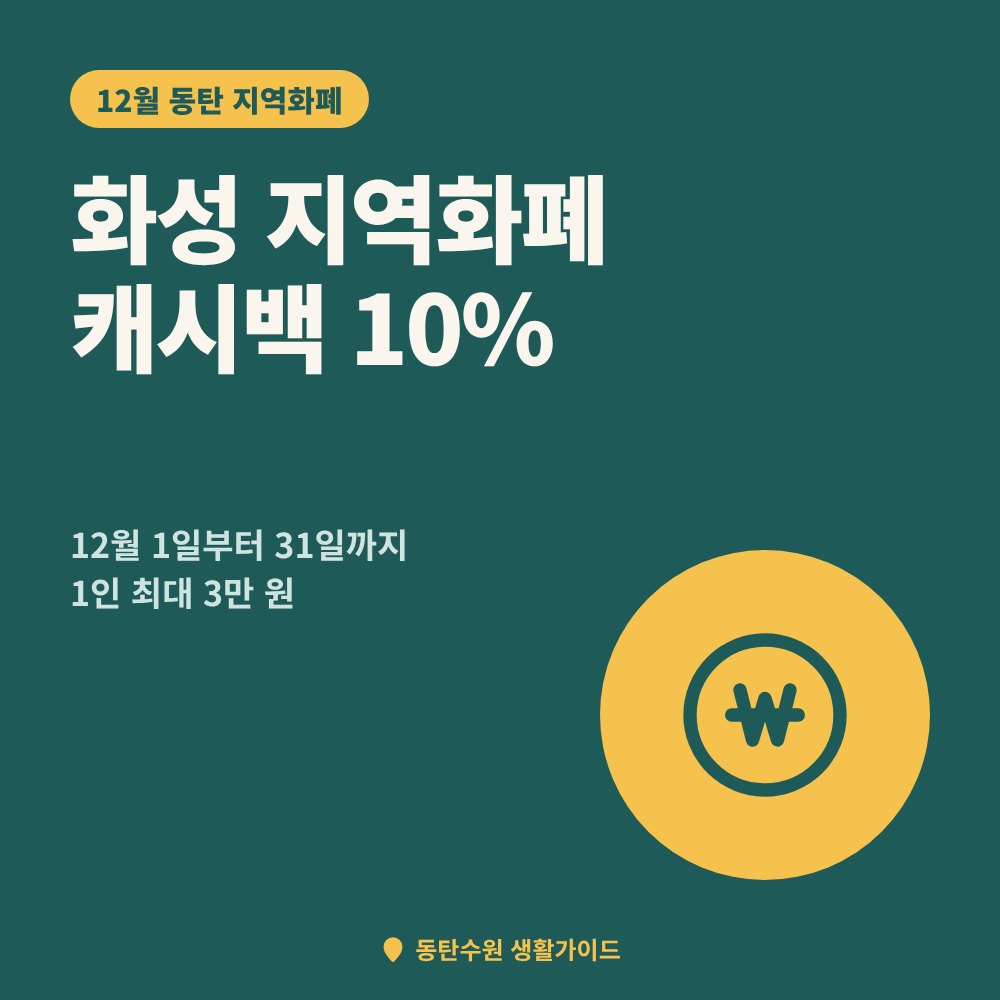 12월 동탄 지역화폐
화성 지역화폐
캐시백 10%
12월 1일부터 31일까지
1인 최대 3만 원
₩
동탄수원 생활가이드